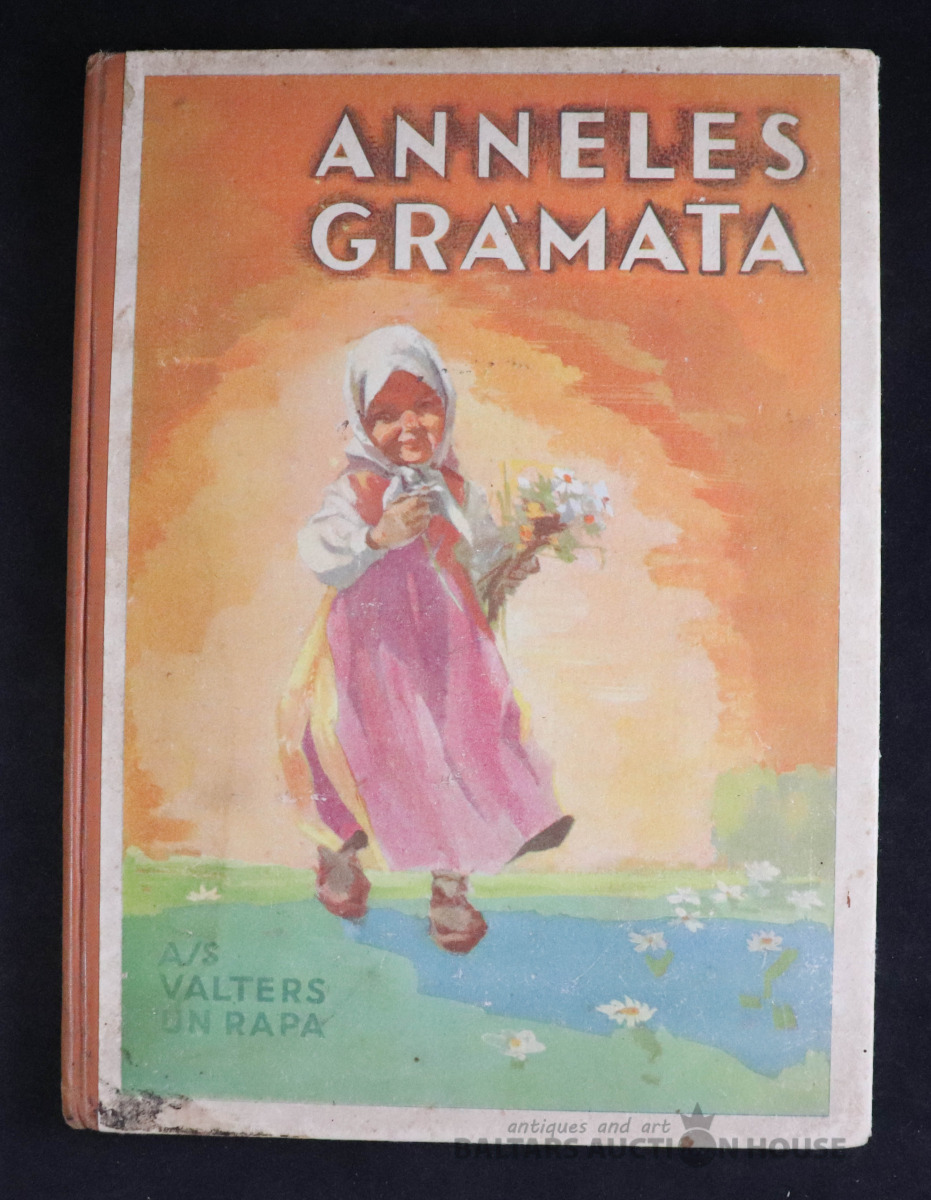 ANNELES
GRĀMATA
A/S
VALTERS
UN RAPA
antiques and art
BALTARS AUCTION HOUSE